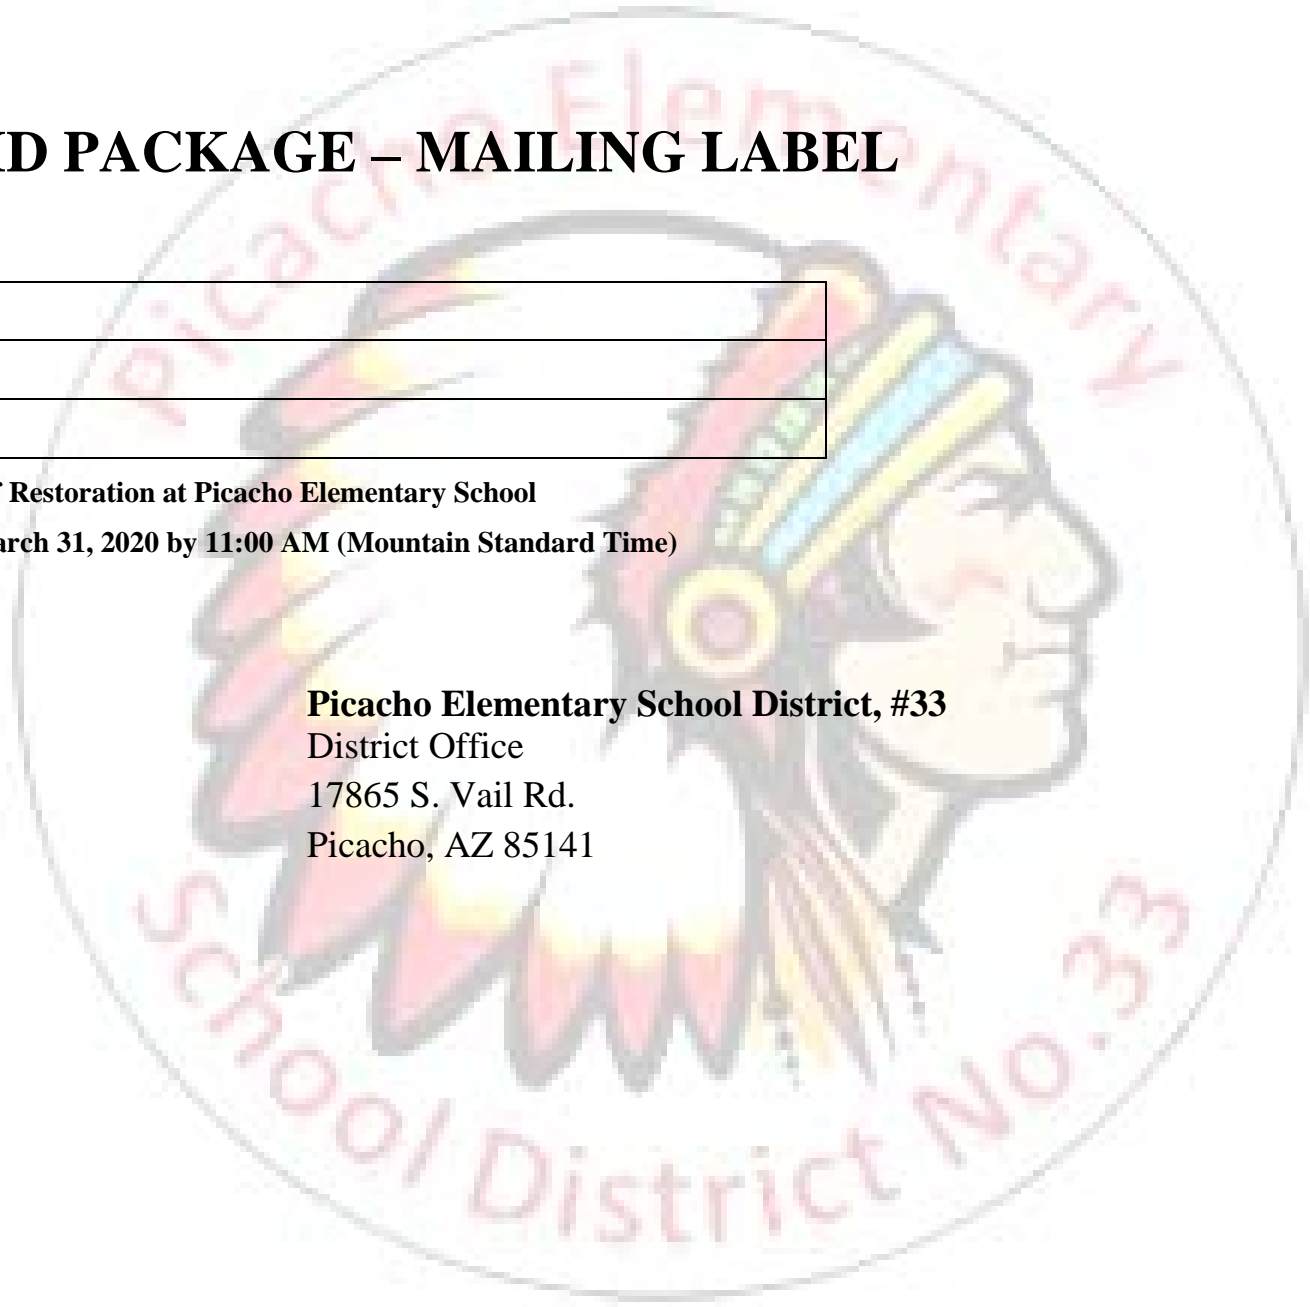 Picacho Elementary
ID PACKAGE – MAILING LABEL
Restoration at Picacho Elementary School
arch 31, 2020 by 11:00 AM (Mountain Standard Time)
Picacho Elementary School District, #33
District Office
17865 S. Vail Rd.
Picacho, AZ 85141
School District No.33